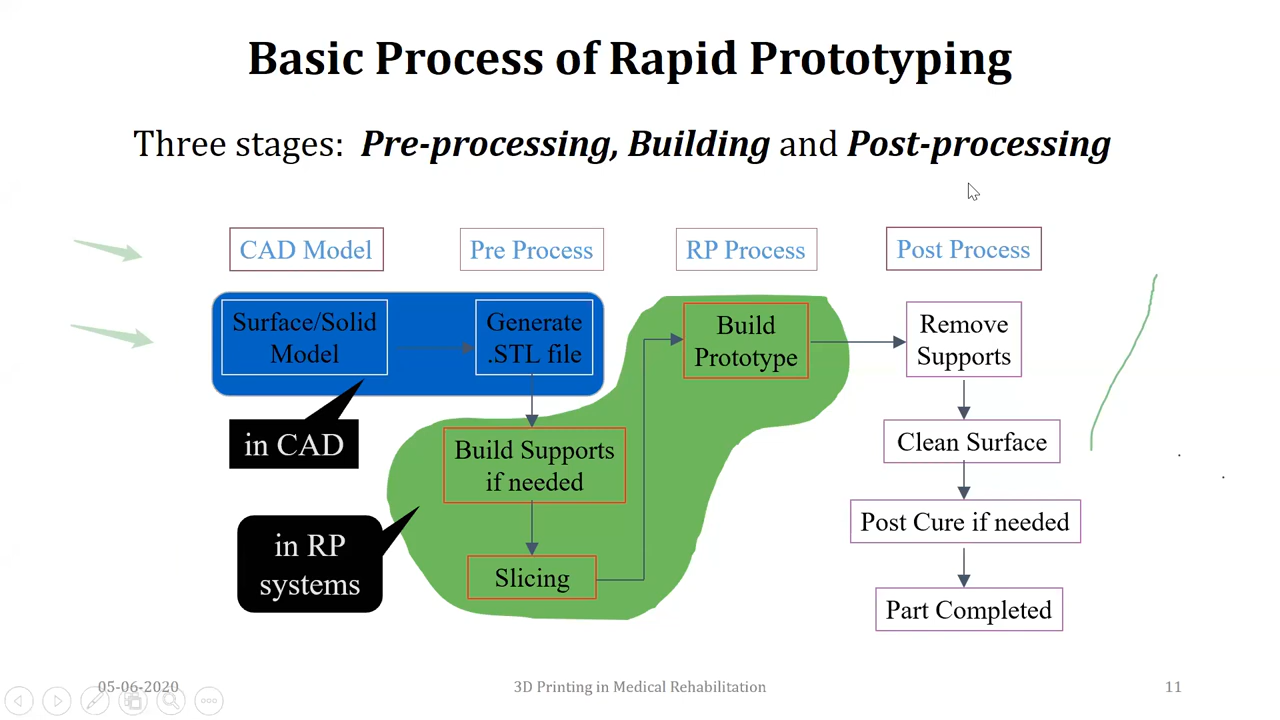 Basic Process of Rapid Prototyping
Three stages: Pre-processing, Building and Post-processing
CAD Model
Pre Process
RP Process
Post Process
Surface/Solid
Model
Generate
.STL file
Build
Prototype
Remove
Supports
in CAD
Build Supports
if needed
Clean Surface
in RP
systems
Slicing
Post Cure if needed
Part Completed
05-06-2020
3D Printing in Medical Rehabilitation
11